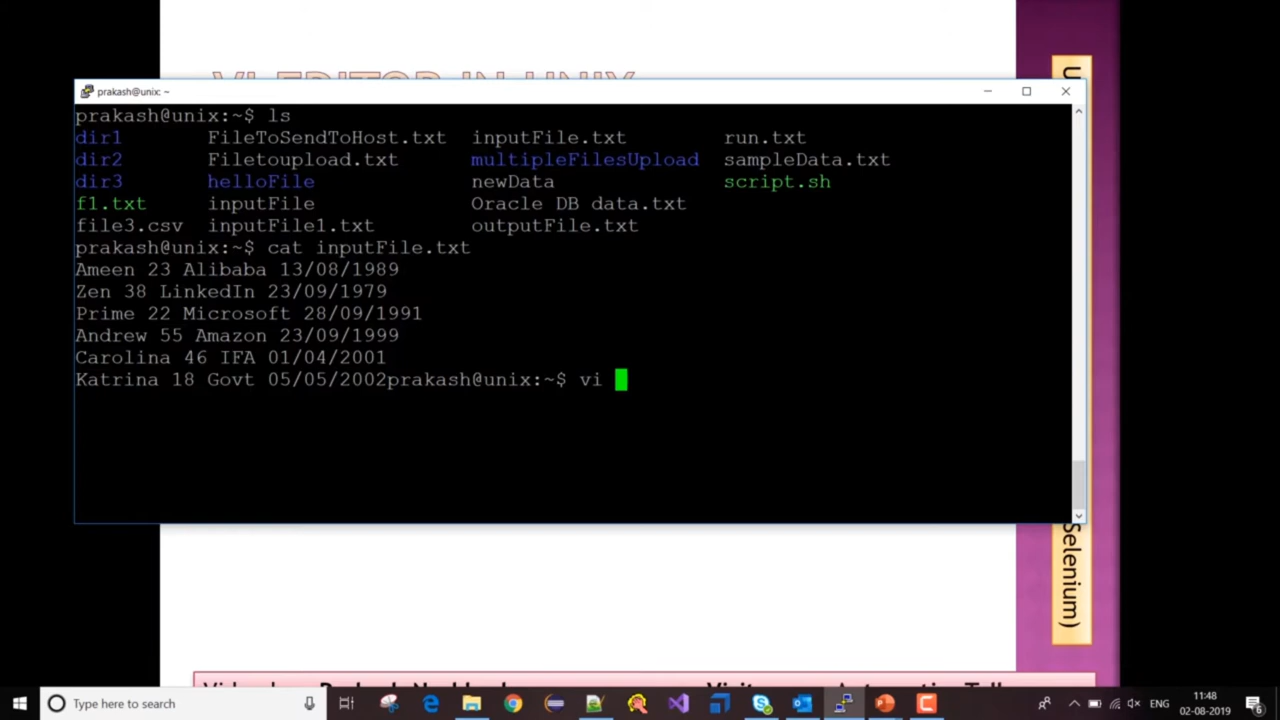 VI EDITOR IN UNIX
prakash@unix: ~
prakash@unix:~$ ls
dir1 FileToSendToHost.txt inputFile.txt run.txt
dir2 Filetoupload.txt multipleFilesUpload sampleData.txt
dir3 helloFile newData script.sh
f1.txt inputFile Oracle DB data.txt
file3.csv inputFile1.txt outputFile.txt
prakash@unix:~$ cat inputFile.txt
Ameen 23 Alibaba 13/08/1989
Zen 38 LinkedIn 23/09/1979
Prime 22 Microsoft 28/09/1991
Andrew 55 Amazon 23/09/1999
Carolina 46 IFA 01/04/2001
Katrina 18 Govt 05/05/2002prakash@unix:~$ vi
U
Selenium)
Type here to search
ENG
11:48
02-08-2019
6